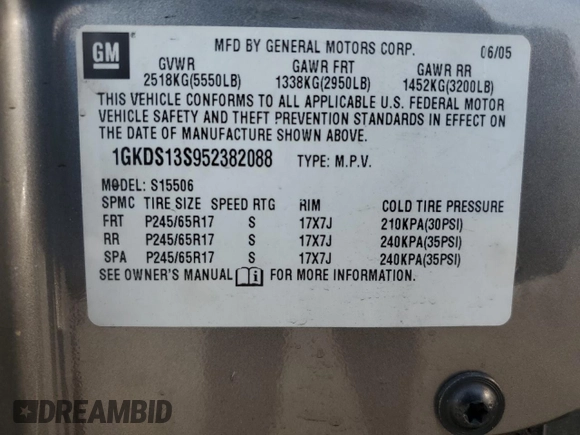 GM
MFD BY GENERAL MOTORS CORP. 06/05
GVWR GAWR FRT GAWR RR
2518KG(5550LB) 1338KG(2950LB) 1452KG(3200LB)
THIS VEHICLE CONFORMS TO ALL APPLICABLE U.S. FEDERAL MOTOR
VEHICLE SAFETY AND THEFT PREVENTION STANDARDS IN EFFECT ON
THE DATE OF MANUFACTURE SHOWN ABOVE.
1GKDS13S952382088 TYPE: M.P.V.
MODEL: S15506
SPMC TIRE SIZE SPEED RTG RIM COLD TIRE PRESSURE
FRT P245/65R17 S 17X7J 210KPA(30PSI)
RR P245/65R17 S 17X7J 240KPA(35PSI)
SPA P245/65R17 S 17X7J 240KPA(35PSI)
SEE OWNER'S MANUAL FOR MORE INFORMATION.
DREAMBID